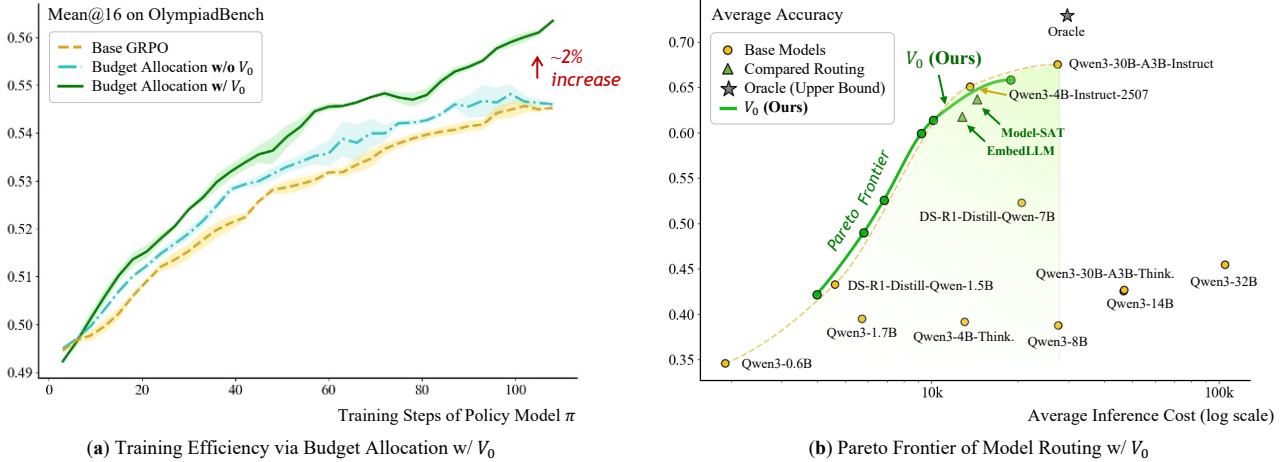 Mean@16 on OlympiadBench
Base GRPO
Budget Allocation w/o V₀
Budget Allocation w/ V₀
~2%
increase
0.56
0.55
0.54
0.53
0.52
0.51
0.50
0.49
0
20
40
60
80
100
Training Steps of Policy Model π
(a) Training Efficiency via Budget Allocation w/ V₀
Average Accuracy
Base Models
Compared Routing
Oracle (Upper Bound)
V₀ (Ours)
Oracle
V₀ (Ours)
Qwen3-30B-A3B-Instruct
Qwen3-4B-Instruct-2507
Model-SAT
EmbedLLM
Pareto Frontier
DS-R1-Distill-Qwen-7B
DS-R1-Distill-Qwen-1.5B
Qwen3-30B-A3B-Think.
Qwen3-32B
Qwen3-14B
Qwen3-1.7B
Qwen3-4B-Think.
Qwen3-8B
Qwen3-0.6B
0.70
0.65
0.60
0.55
0.50
0.45
0.40
0.35
10k
100k
Average Inference Cost (log scale)
(b) Pareto Frontier of Model Routing w/ V₀